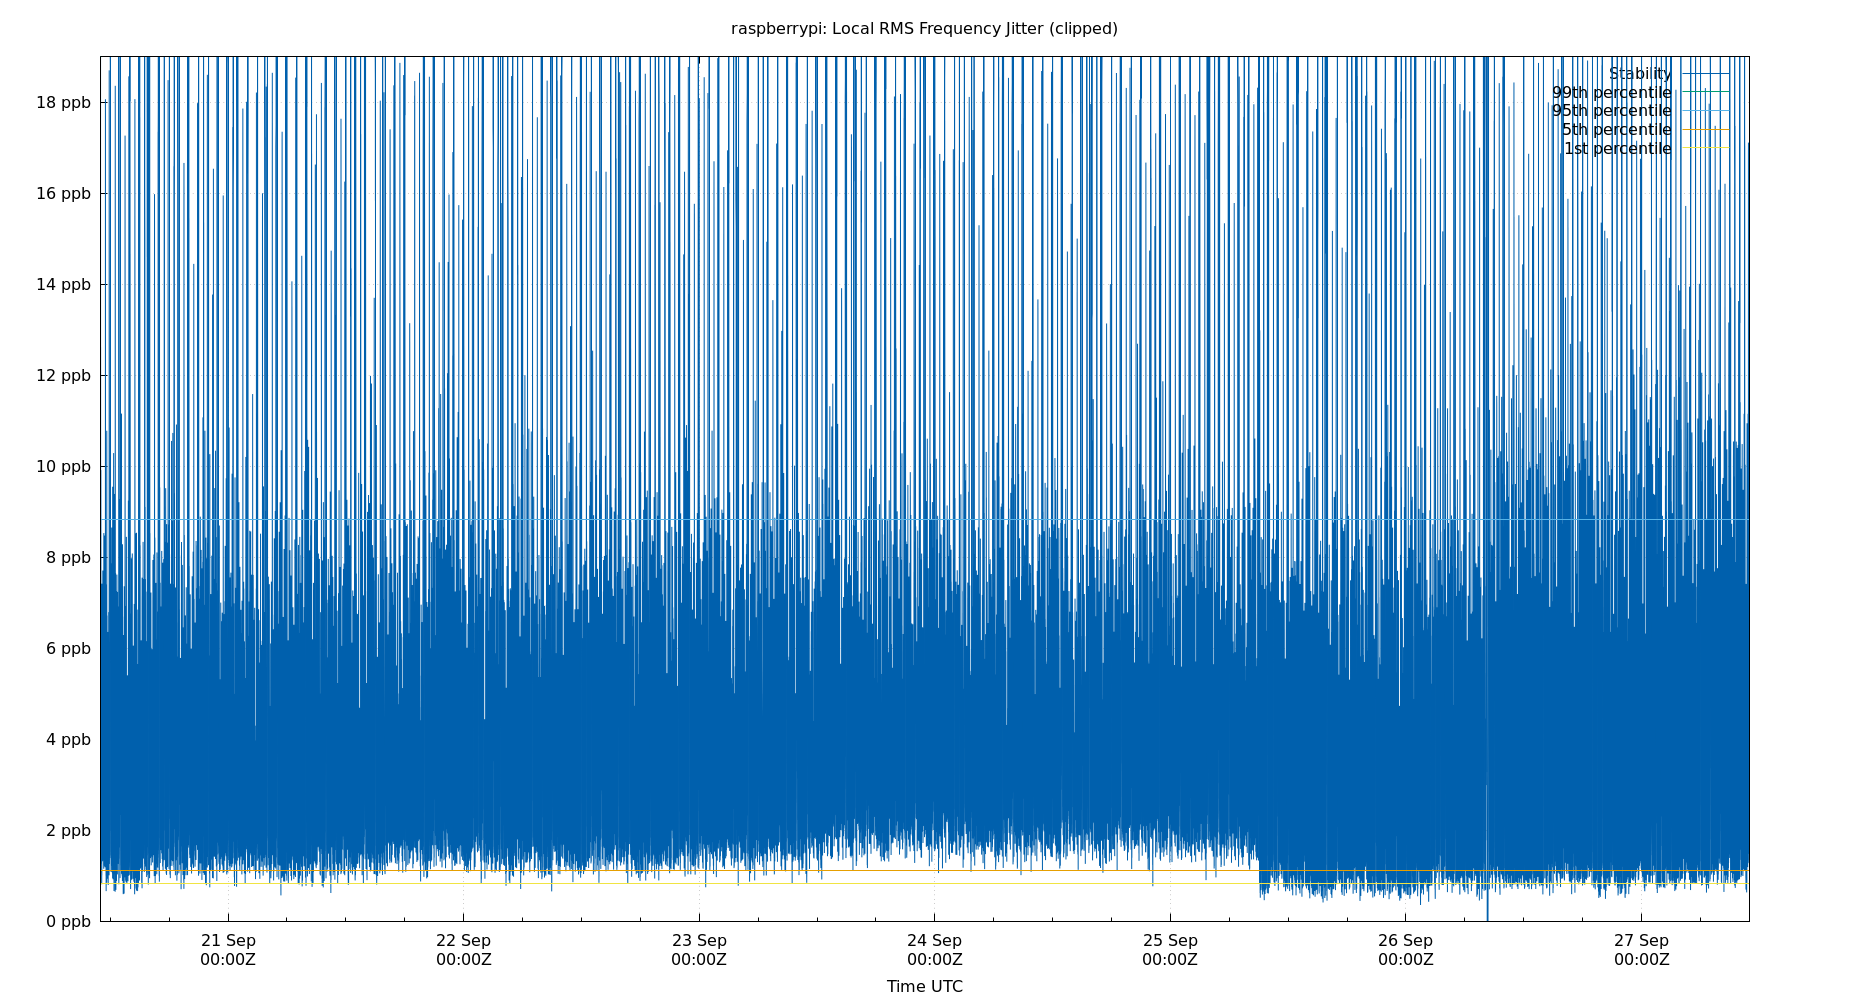 raspberrypi: Local RMS Frequency Jitter (clipped)
Stability
99th percentile
95th percentile
5th percentile
1st percentile
18 ppb
16 ppb
14 ppb
12 ppb
10 ppb
8 ppb
6 ppb
4 ppb
2 ppb
0 ppb
21 Sep 22 Sep 23 Sep 24 Sep 25 Sep 26 Sep 27 Sep
00:00Z 00:00Z 00:00Z 00:00Z 00:00Z 00:00Z 00:00Z
Time UTC